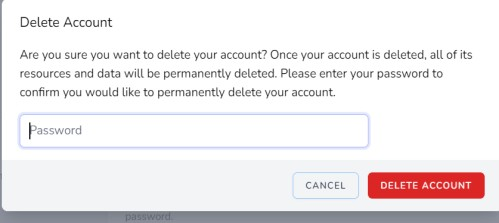 Delete Account
Are you sure you want to delete your account? Once your account is deleted, all of its
resources and data will be permanently deleted. Please enter your password to
confirm you would like to permanently delete your account.
Password
CANCEL
DELETE ACCOUNT
password.